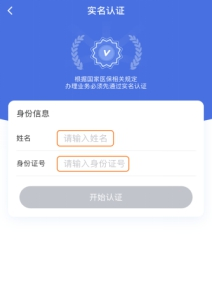 实名认证
根据国家医保相关规定
办理业务必须先通过实名认证
身份信息
姓名 请输入姓名
身份证号 请输入身份证号
开始认证